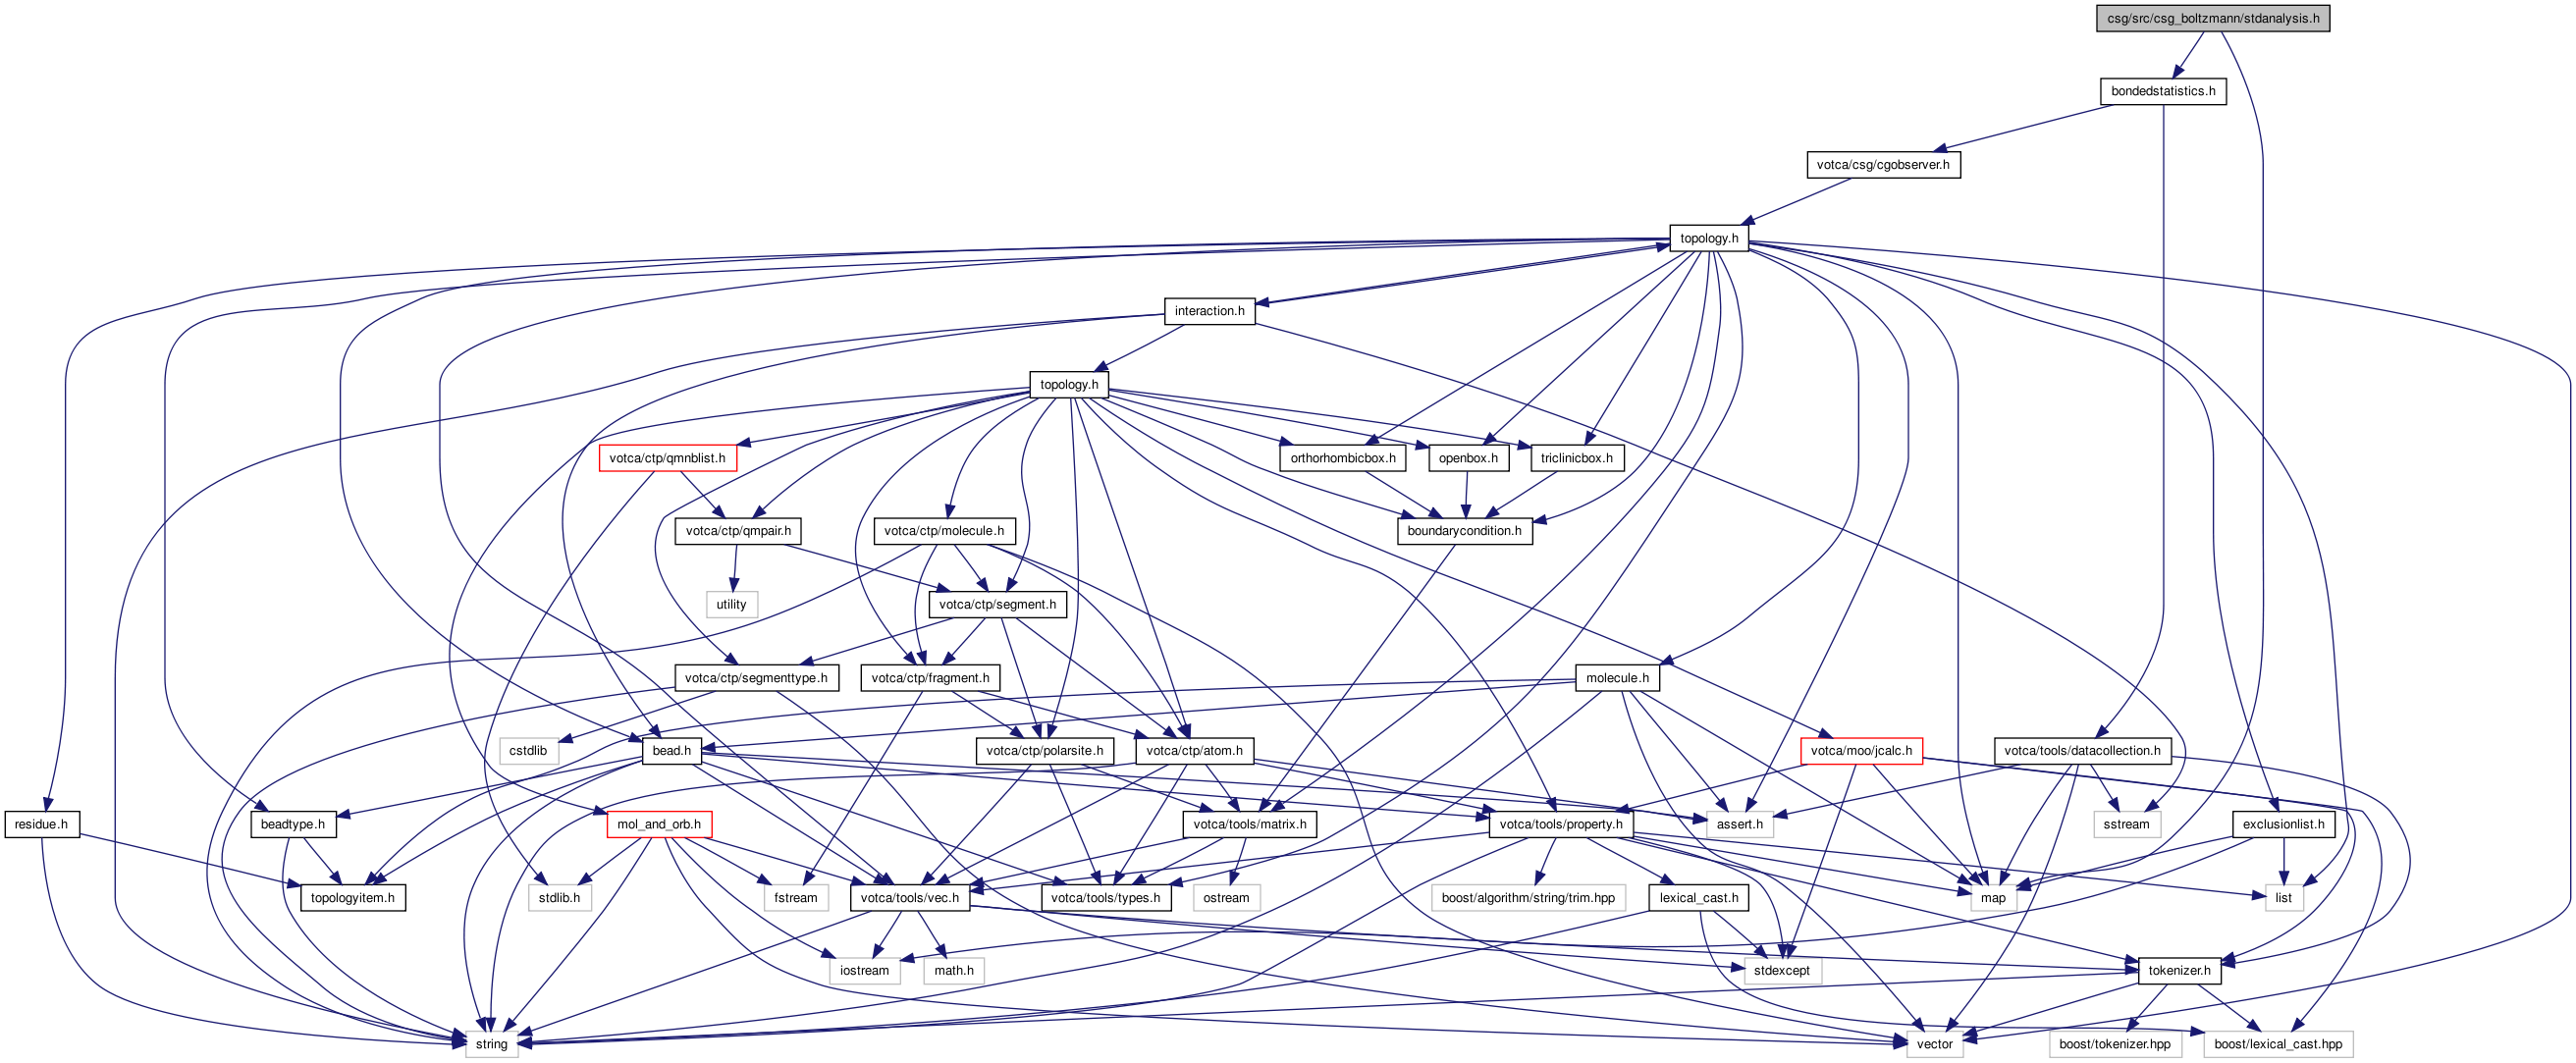 csg/src/csg_boltzmann/stdanalysis.h
bondedstatistics.h
votca/csg/cgobserver.h
topology.h
interaction.h
topology.h
votca/ctp/qmnblist.h
orthorhombicbox.h
openbox.h
triclinicbox.h
votca/ctp/qmpair.h
votca/ctp/molecule.h
boundarycondition.h
utility
votca/ctp/segment.h
votca/ctp/segmenttype.h
votca/ctp/fragment.h
molecule.h
cstdlib
bead.h
votca/ctp/polarsite.h
votca/ctp/atom.h
votca/moo/jcalc.h
votca/tools/datacollection.h
residue.h
beadtype.h
mol_and_orb.h
votca/tools/matrix.h
votca/tools/property.h
assert.h
sstream
exclusionlist.h
topologyitem.h
stdlib.h
fstream
votca/tools/vec.h
votca/tools/types.h
ostream
boost/algorithm/string/trim.hpp
lexical_cast.h
map
list
iostream
math.h
stdexcept
tokenizer.h
string
vector
boost/tokenizer.hpp
boost/lexical_cast.hpp